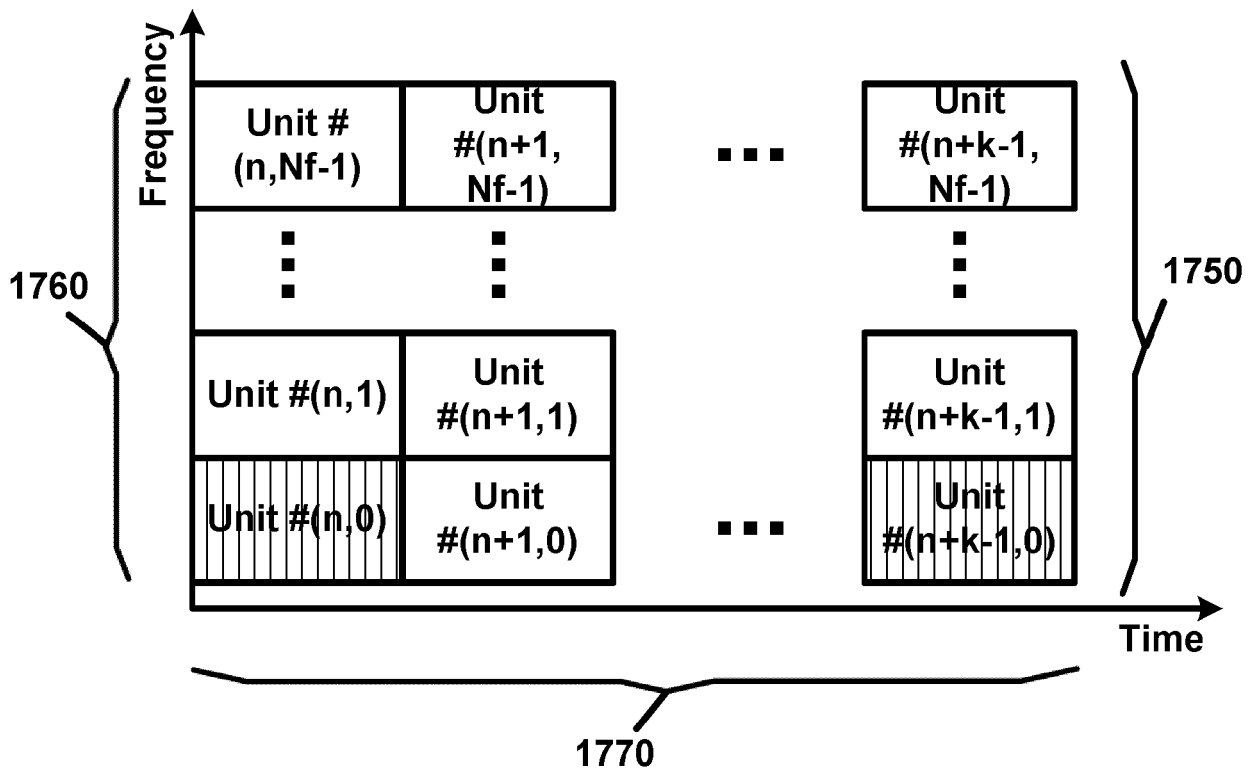 Frequency
Unit #
(n,Nf-1)
Unit
#(n+1,
Nf-1)
Unit
#(n+k-1,
Nf-1)
1760
1750
Unit #(n,1)
Unit
#(n+1,1)
Unit
#(n+k-1,1)
Unit #(n,0)
Unit
#(n+1,0)
Unit
#(n+k-1,0)
Time
1770